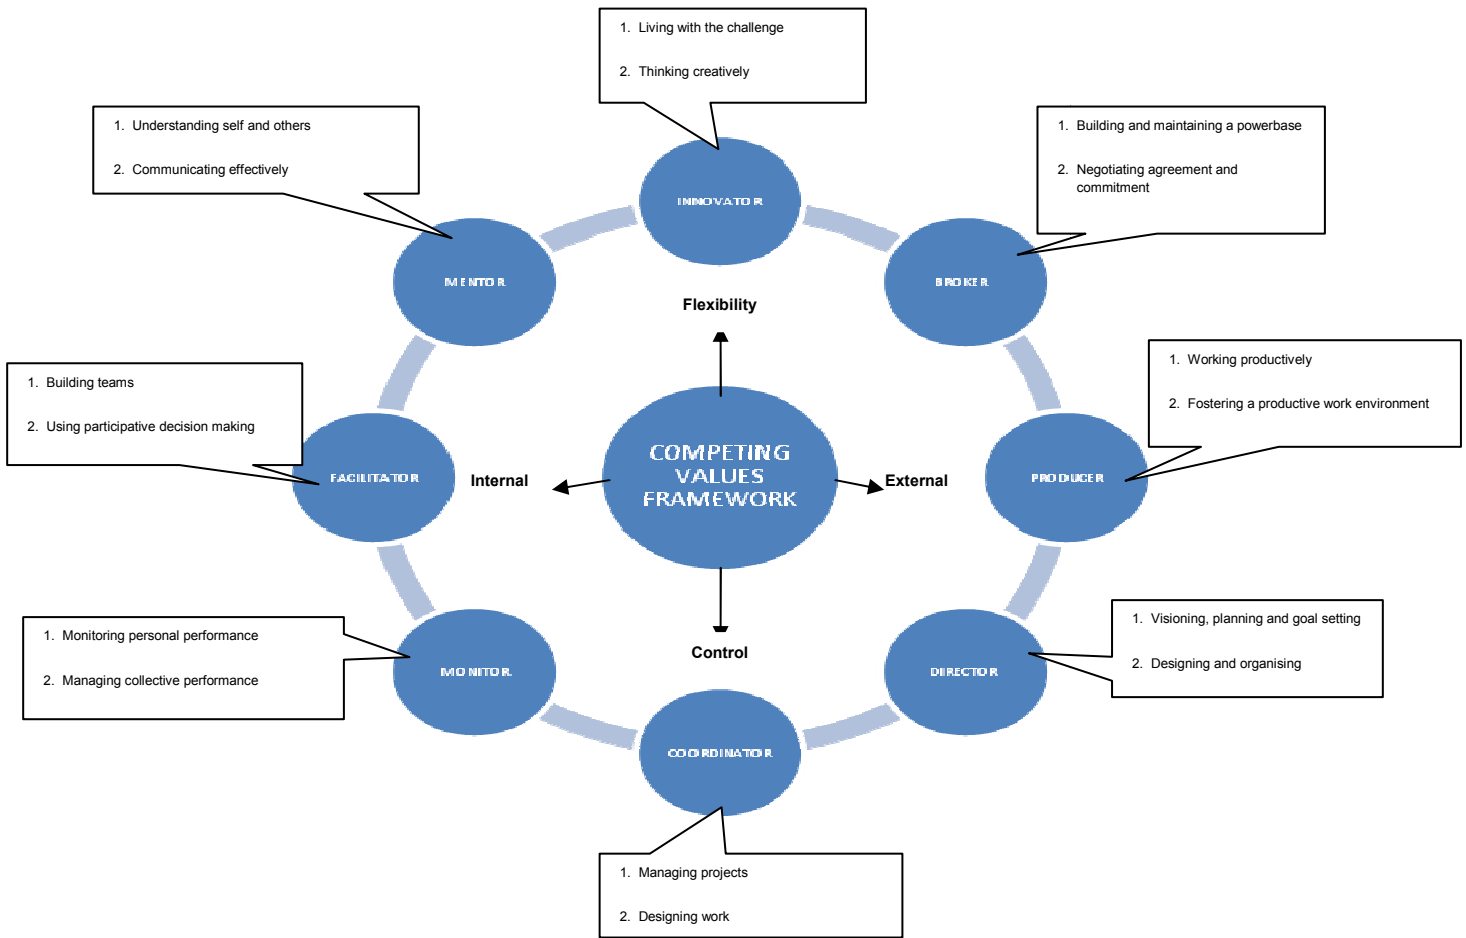 1. Living with the challenge
2. Thinking creatively
1. Understanding self and others
2. Communicating effectively
1. Building and maintaining a powerbase
2. Negotiating agreement and
commitment
INNOVATOR
MENTOR
BROKER
Flexibility
1. Building teams
2. Using participative decision making
1. Working productively
2. Fostering a productive work environment
FACILITATOR
Internal
COMPETING
VALUES
FRAMEWORK
External
PRODUCER
1. Monitoring personal performance
2. Managing collective performance
Control
1. Visioning, planning and goal setting
2. Designing and organising
MONITOR
DIRECTOR
COORDINATOR
1. Managing projects
2. Designing work